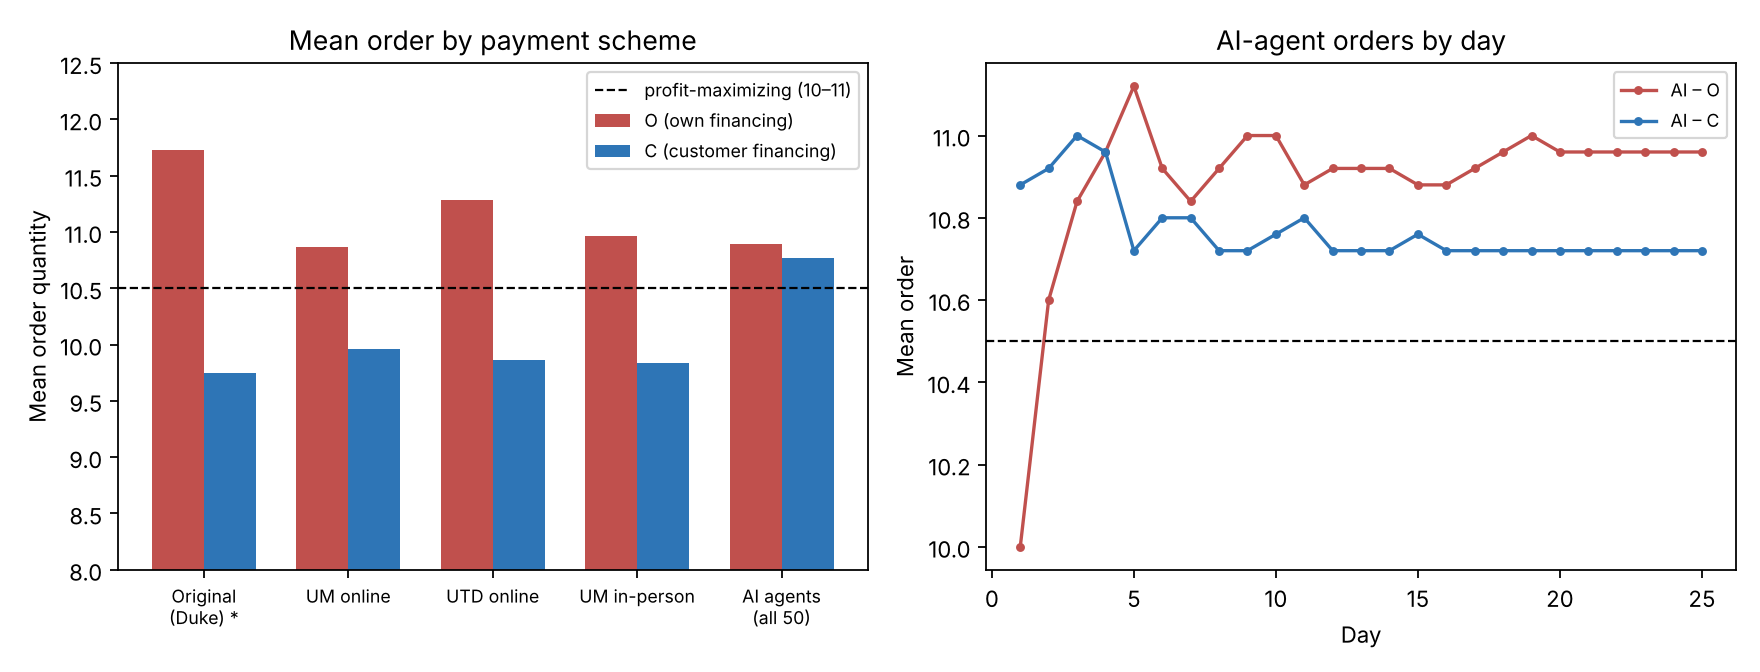 Mean order by payment scheme
Mean order quantity
12.5
12.0
11.5
11.0
10.5
10.0
9.5
9.0
8.5
8.0
profit-maximizing (10–11)
O (own financing)
C (customer financing)
Original
(Duke) *
UM online
UTD online
UM in-person
AI agents
(all 50)
AI-agent orders by day
Mean order
11.0
10.8
10.6
10.4
10.2
10.0
AI – O
AI – C
0
5
10
15
20
25
Day